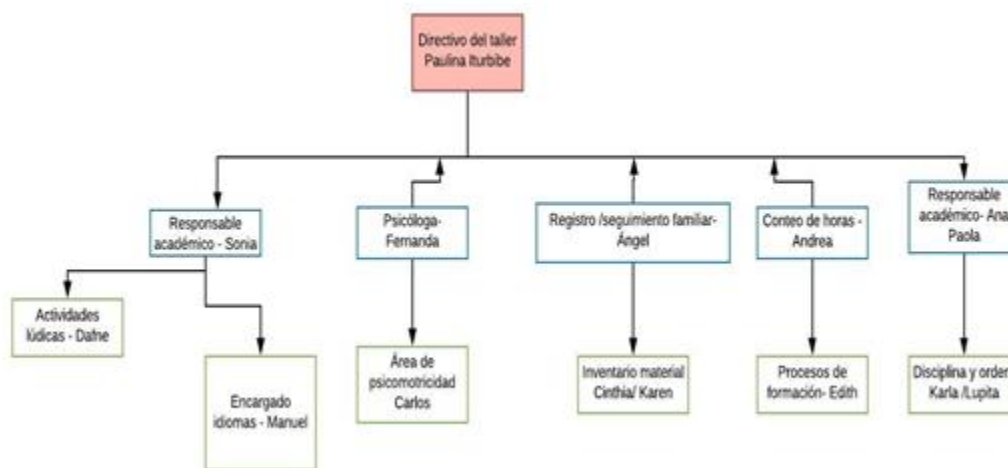 Directivo del taller
Paulina Iturbibe
Responsable
académico - Sonia
Psicóloga-
Fernanda
Registro /seguimiento familiar-
Ángel
Conteo de horas -
Andrea
Responsable
académico- Ana
Paola
Actividades
lúdicas - Dafne
Encargado
idiomas - Manuel
Área de
psicomotricidad
Carlos
Inventario material
Cinthia/ Karen
Procesos de
formación- Edith
Disciplina y orden
Karla /Lupita